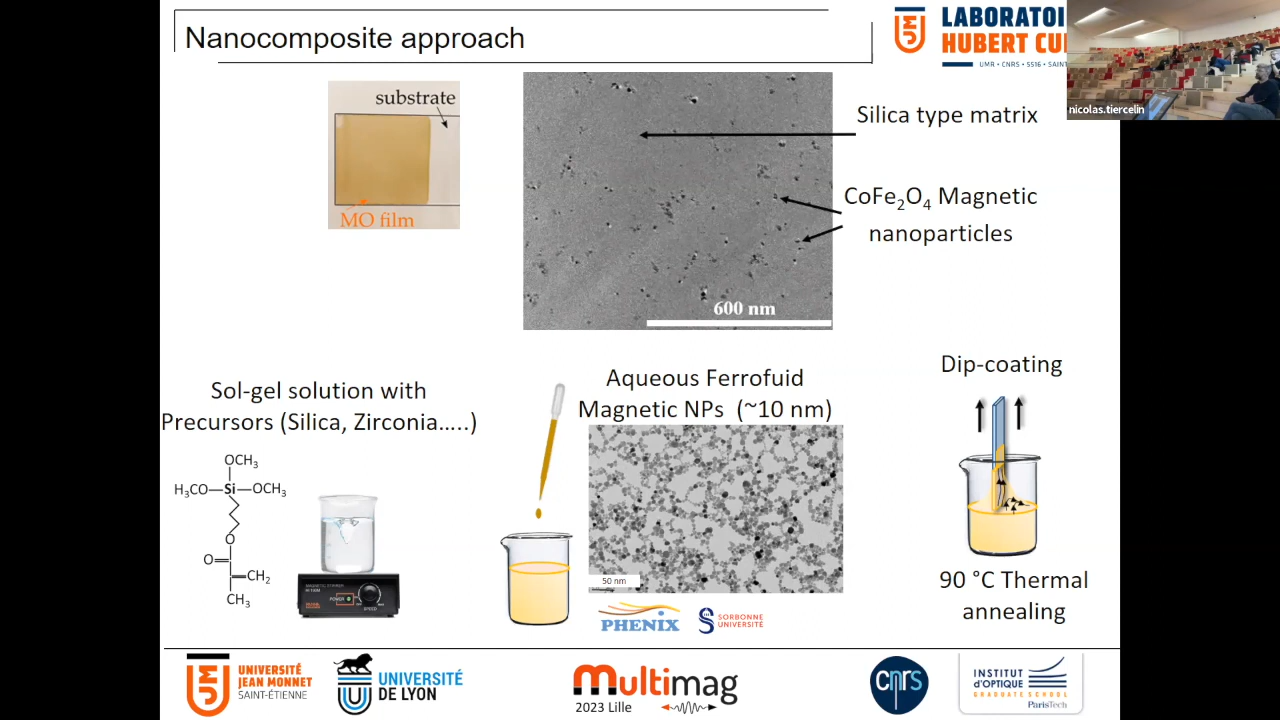 Nanocomposite approach
LABORATOI
HUBERT CU
UMR • CNRS • 5516 • SAINT
nicolas.tiercelin
substrate
MO film
Silica type matrix
CoFe2O4 Magnetic
nanoparticles
600 nm
Sol-gel solution with
Precursors (Silica, Zirconia…..)
OCH3
H3CO Si OCH3
O
O CH2
CH3
POWER
SPEED
Aqueous Ferrofuid
Magnetic NPs (~10 nm)
50 nm
PHENIX
SORBONNE
UNIVERSITÉ
Dip-coating
90 °C Thermal
annealing
UNIVERSITÉ
JEAN MONNET
SAINT-ÉTIENNE
UNIVERSITÉ
DE LYON
multimag
2023 Lille
cnrs
INSTITUT
d'OPTIQUE
GRADUATE SCHOOL
ParisTech